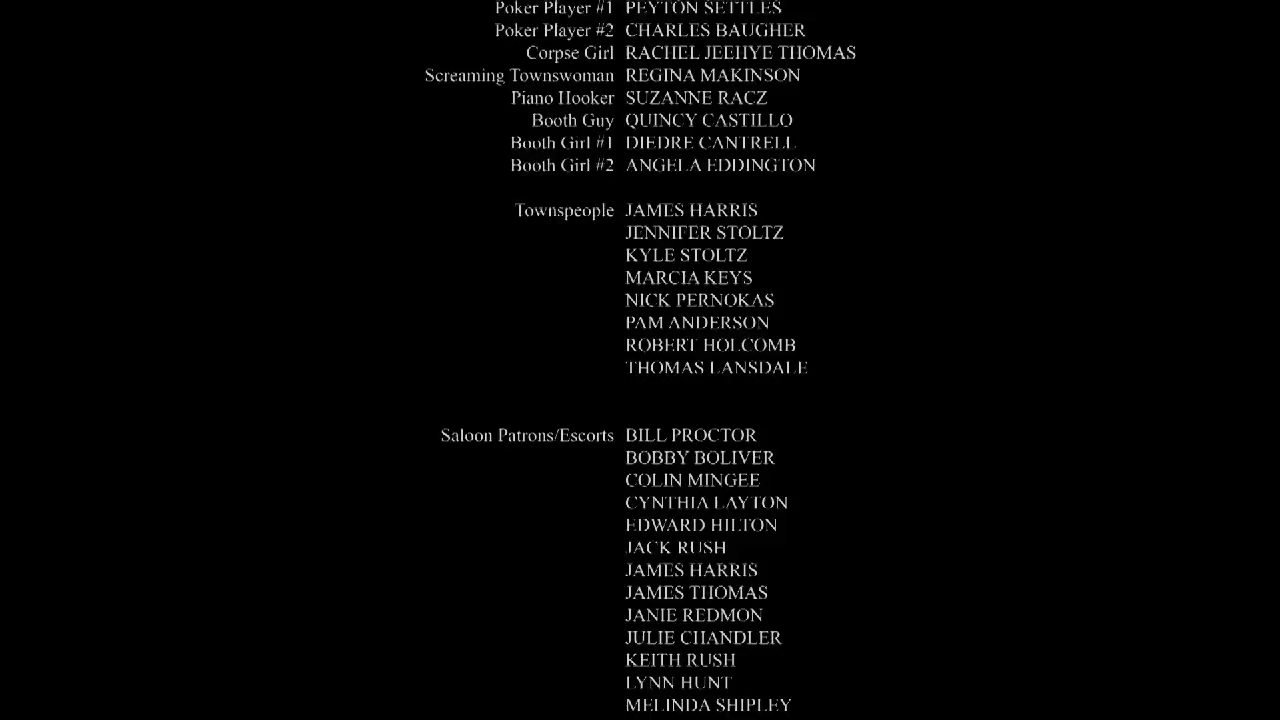 Poker Player #1 PEYTON SETTLES
Poker Player #2 CHARLES BAUGHER
Corpse Girl RACHEL JEEHYE THOMAS
Screaming Townswoman REGINA MAKINSON
Piano Hooker SUZANNE RACZ
Booth Guy QUINCY CASTILLO
Booth Girl #1 DIEDRE CANTRELL
Booth Girl #2 ANGELA EDDINGTON
Townspeople JAMES HARRIS
JENNIFER STOLTZ
KYLE STOLTZ
MARCIA KEYS
NICK PERNOKAS
PAM ANDERSON
ROBERT HOLCOMB
THOMAS LANSDALE
Saloon Patrons/Escorts BILL PROCTOR
BOBBY BOLIVER
COLIN MINGEE
CYNTHIA LAYTON
EDWARD HILTON
JACK RUSH
JAMES HARRIS
JAMES THOMAS
JANIE REDMON
JULIE CHANDLER
KEITH RUSH
LYNN HUNT
MELINDA SHIPLEY